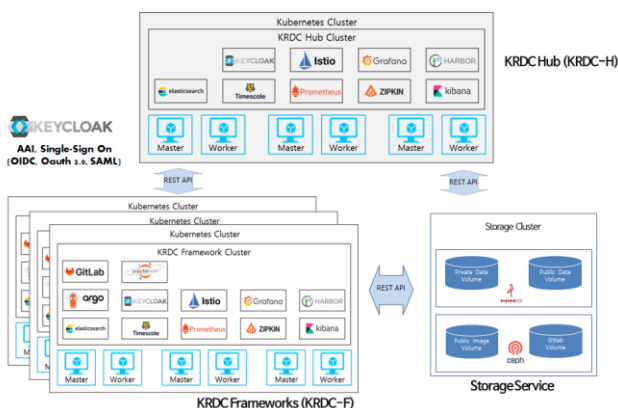 Kubernetes Cluster
KRDC Hub Cluster
KEYCLOAK
Istio
Grafana
HARBOR
elasticsearch
Timescale
Prometheus
ZIPKIN
kibana
Master
Worker
Master
Worker
Master
Worker
KRDC Hub (KRDC-H)
KEYCLOAK
AAI, Single-Sign On
(OIDC, Oauth 2.0, SAML)
REST API
REST API
Kubernetes Cluster
Kubernetes Cluster
Kubernetes Cluster
KRDC Framework Cluster
GitLab
argo
KEYCLOAK
Istio
Grafana
HARBOR
elasticsearch
Timescale
Prometheus
ZIPKIN
kibana
Master
Worker
Master
Worker
Master
Worker
KRDC Frameworks (KRDC-F)
REST API
Storage Cluster
Private Data
Volume
Public Data
Volume
MINIO
Public Image
Volume
ceph
Gitlab
Volume
Storage Service